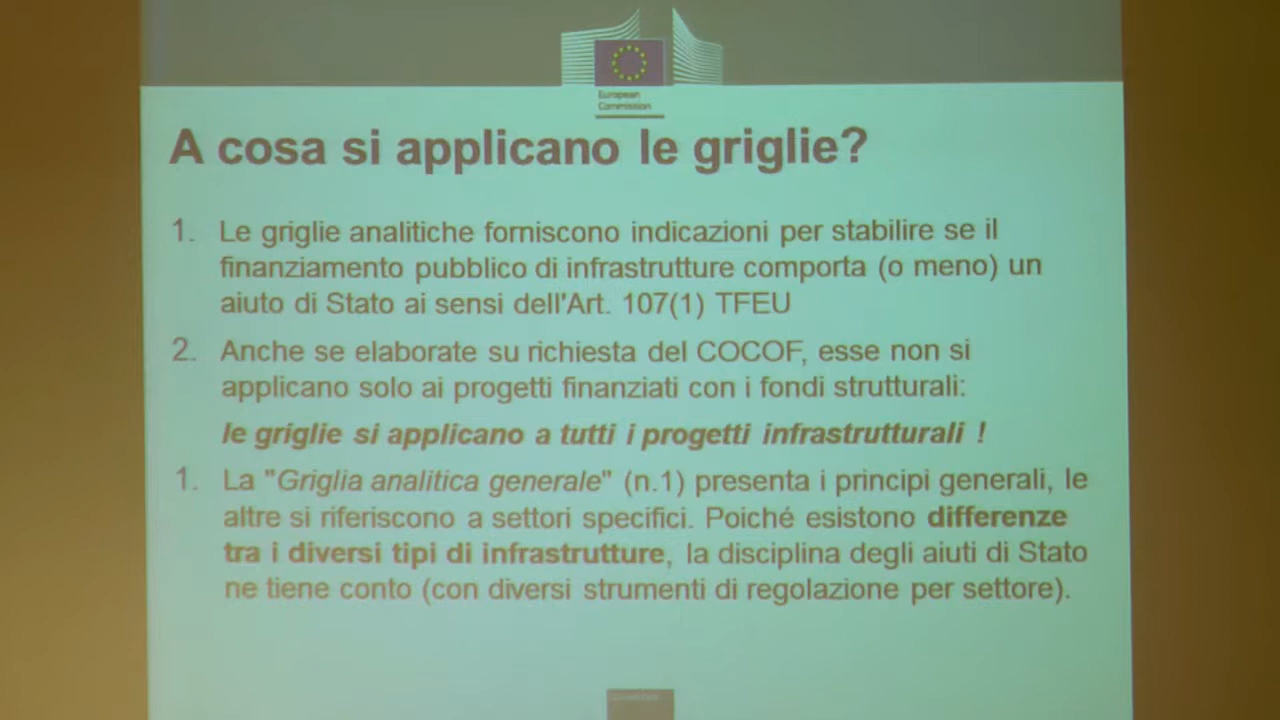 European
Commission
A cosa si applicano le griglie?
1. Le griglie analitiche forniscono indicazioni per stabilire se il
finanziamento pubblico di infrastrutture comporta (o meno) un
aiuto di Stato ai sensi dell'Art. 107(1) TFEU
2. Anche se elaborate su richiesta del COCOF, esse non si
applicano solo ai progetti finanziati con i fondi strutturali:
le griglie si applicano a tutti i progetti infrastrutturali !
1. La "Griglia analitica generale" (n.1) presenta i principi generali, le
altre si riferiscono a settori specifici. Poiché esistono differenze
tra i diversi tipi di infrastrutture, la disciplina degli aiuti di Stato
ne tiene conto (con diversi strumenti di regolazione per settore).